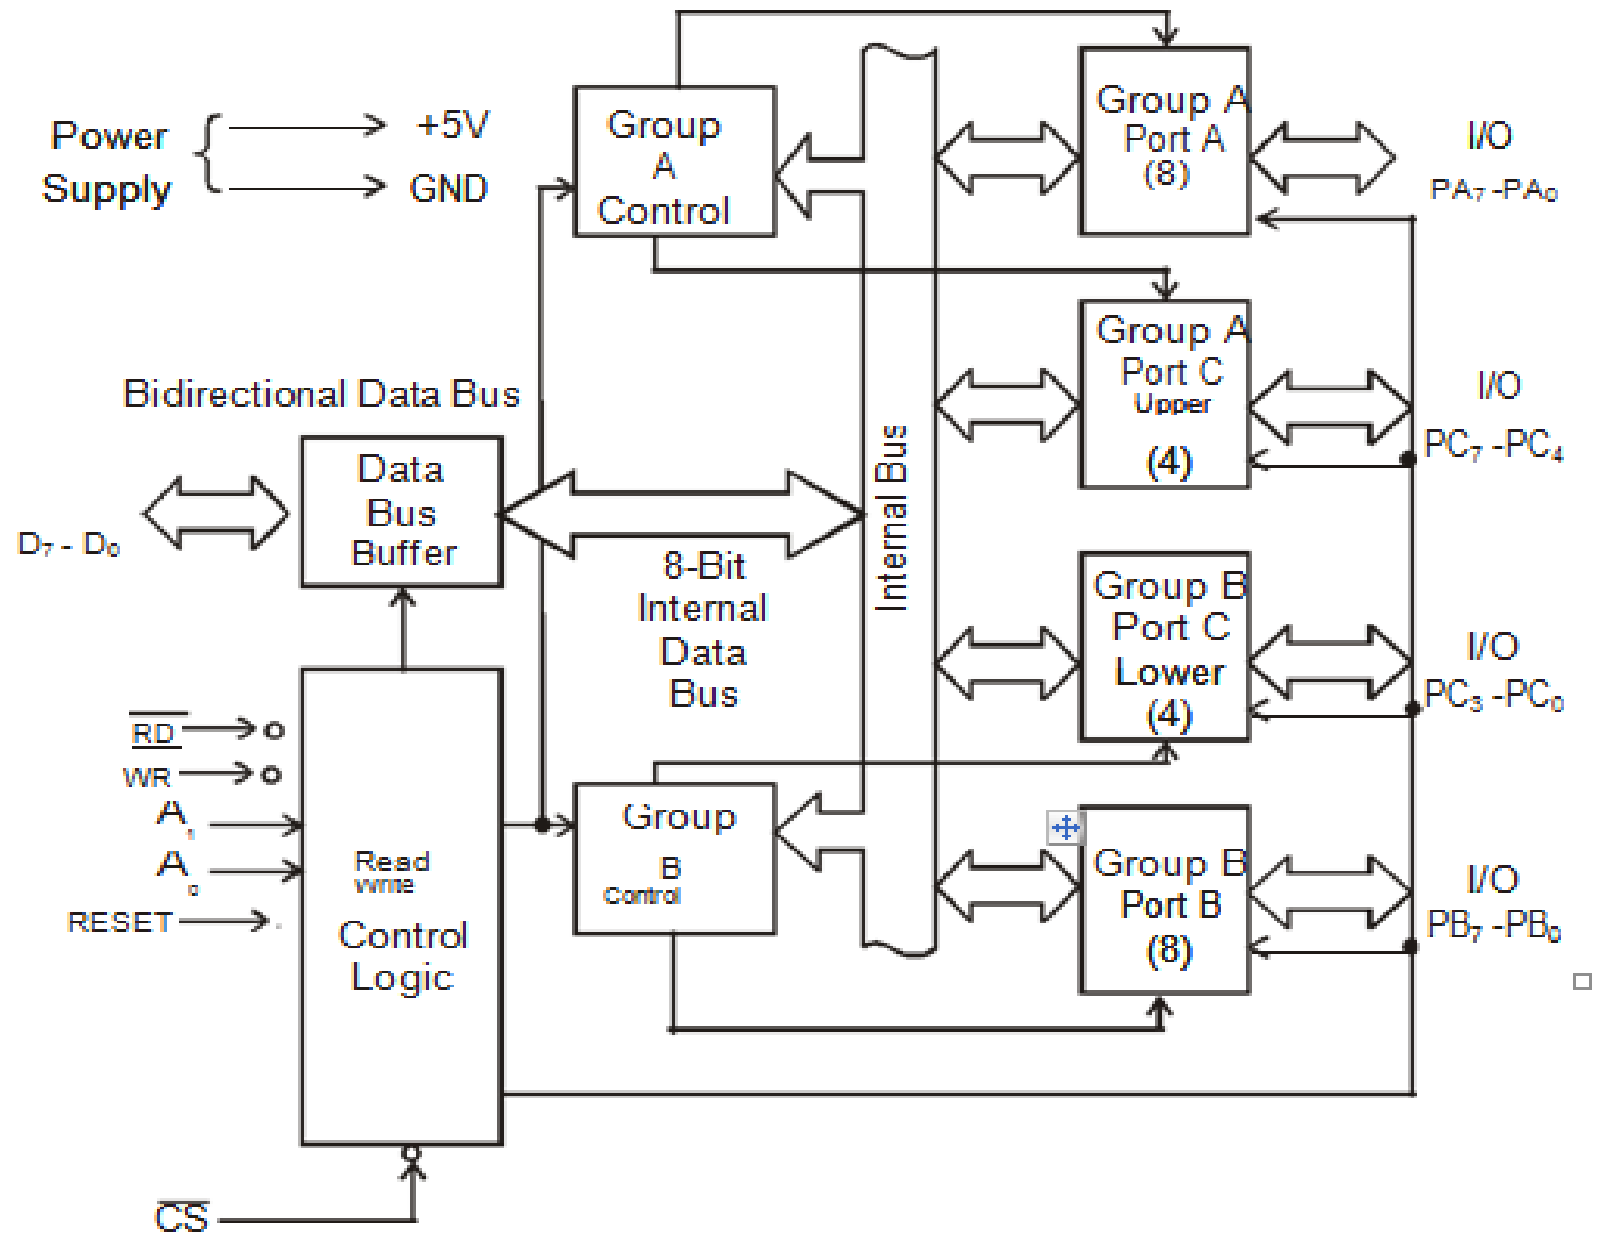 Power
Supply
+5V
GND
Group
A
Control
Group A
Port A
(8)
I/O
PA₇ -PA₀
Group A
Port C
Upper
(4)
I/O
PC₇ -PC₄
Bidirectional Data Bus
Data
Bus
Buffer
D₇ - D₀
8-Bit
Internal
Data
Bus
Internal Bus
Group B
Port C
Lower
(4)
I/O
PC₃ -PC₀
RD
WR
A₁
A₀
RESET
Read
Write
Control
Logic
Group
B
Control
Group B
Port B
(8)
I/O
PB₇ -PB₀
CS